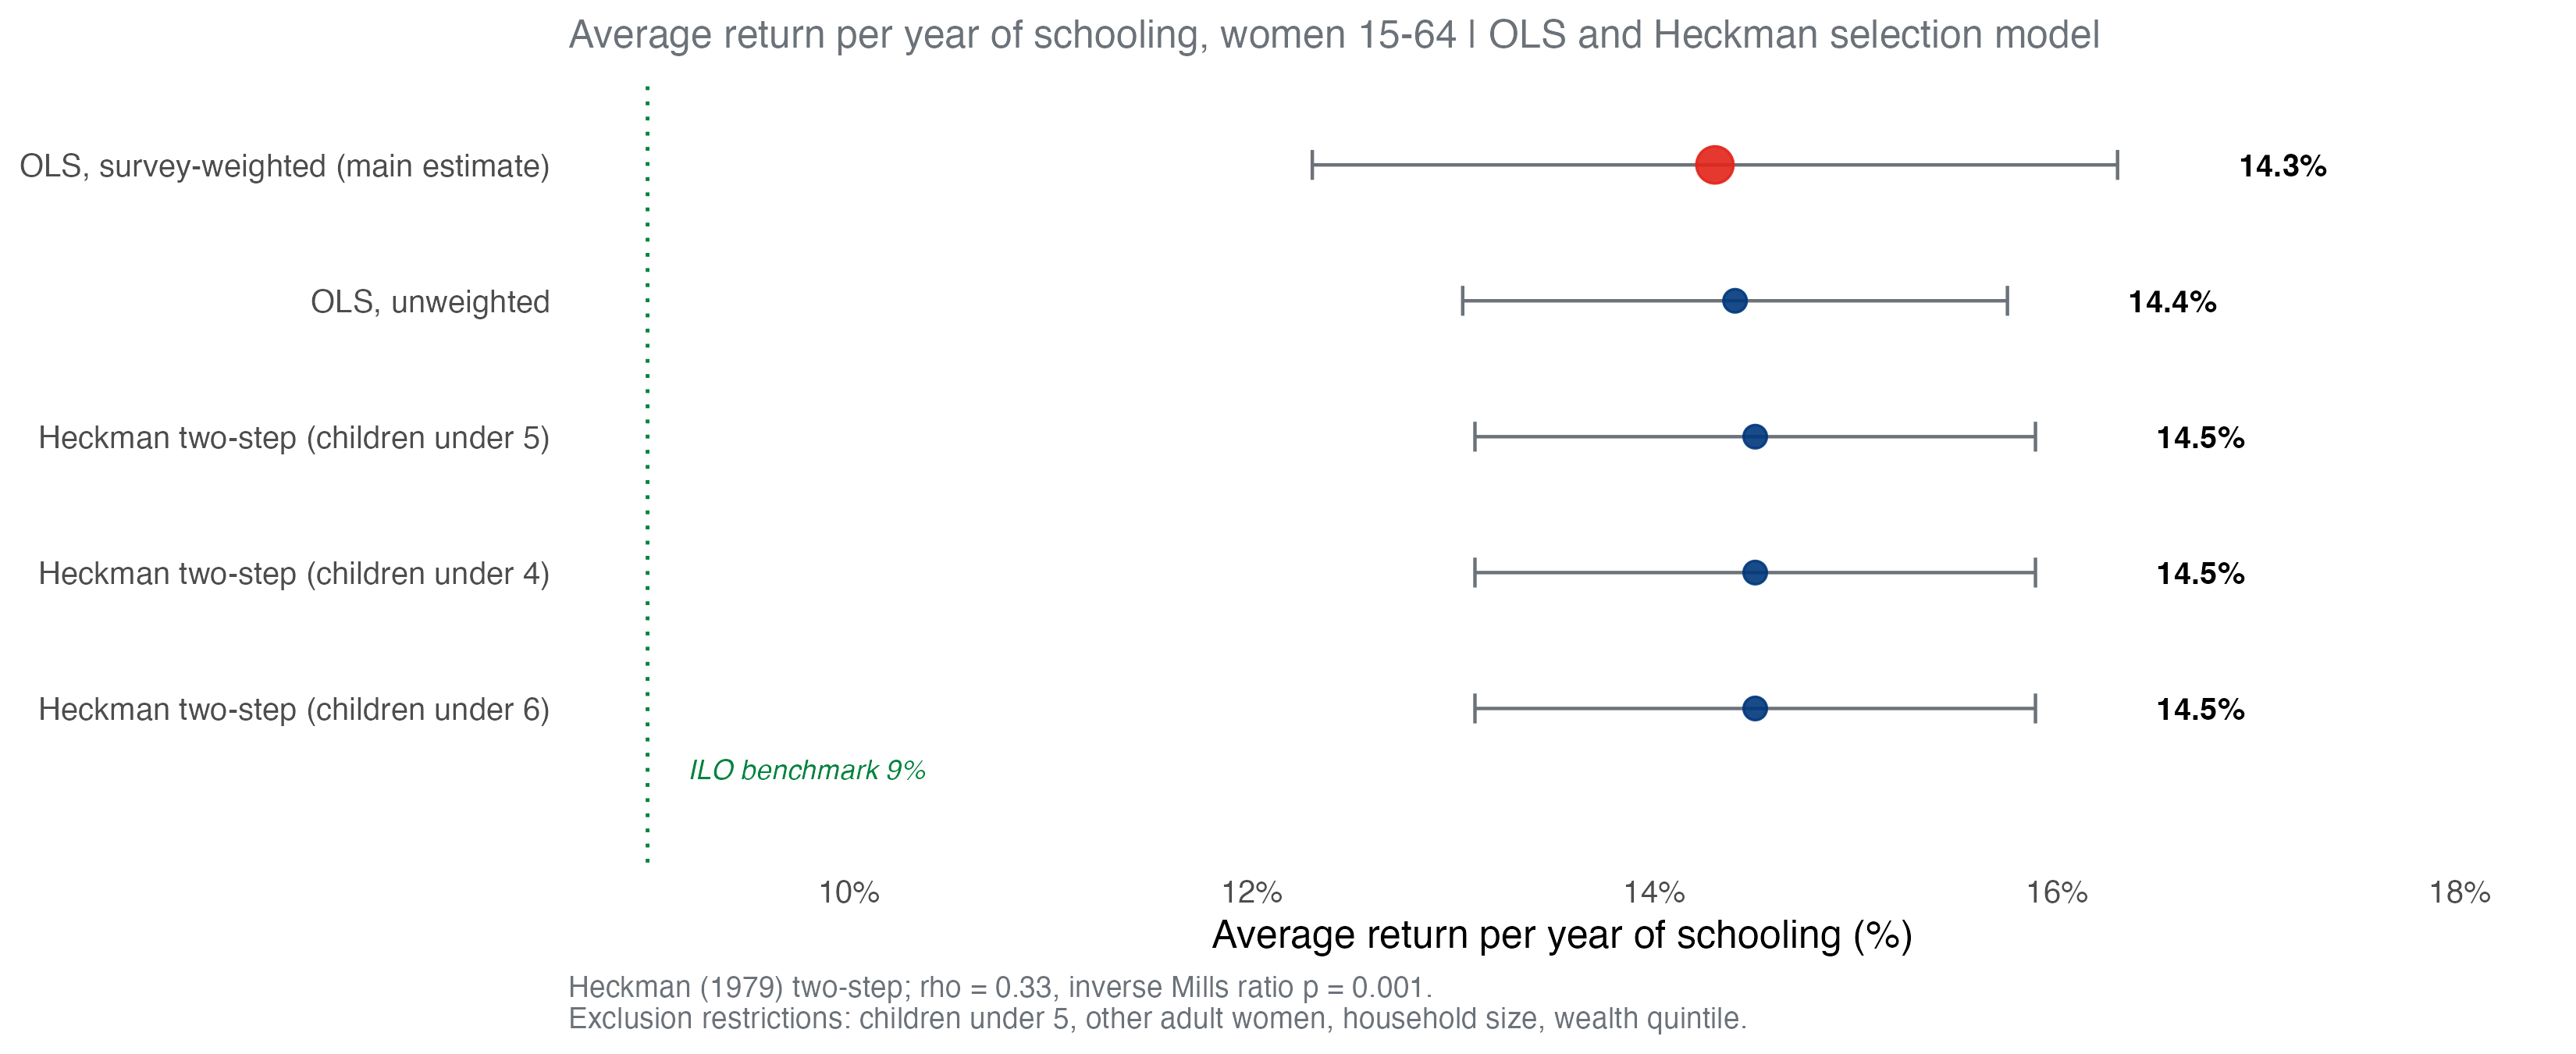 Average return per year of schooling, women 15-64 | OLS and Heckman selection model
OLS, survey-weighted (main estimate)
14.3%
OLS, unweighted
14.4%
Heckman two-step (children under 5)
14.5%
Heckman two-step (children under 4)
14.5%
Heckman two-step (children under 6)
14.5%
ILO benchmark 9%
10%
12%
14%
16%
18%
Average return per year of schooling (%)
Heckman (1979) two-step; rho = 0.33, inverse Mills ratio p = 0.001.
Exclusion restrictions: children under 5, other adult women, household size, wealth quintile.